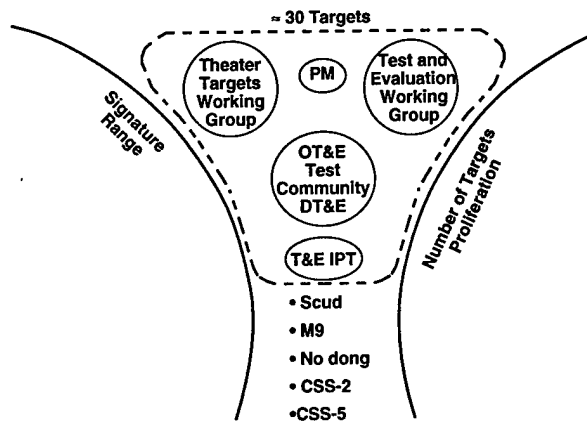 ≈ 30 Targets
Theater
Targets
Working
Group
PM
Test and
Evaluation
Working
Group
Signature
Range
OT&E
Test
Community
DT&E
Number of Targets
Proliferation
T&E IPT
• Scud
• M9
• No dong
• CSS-2
•CSS-5